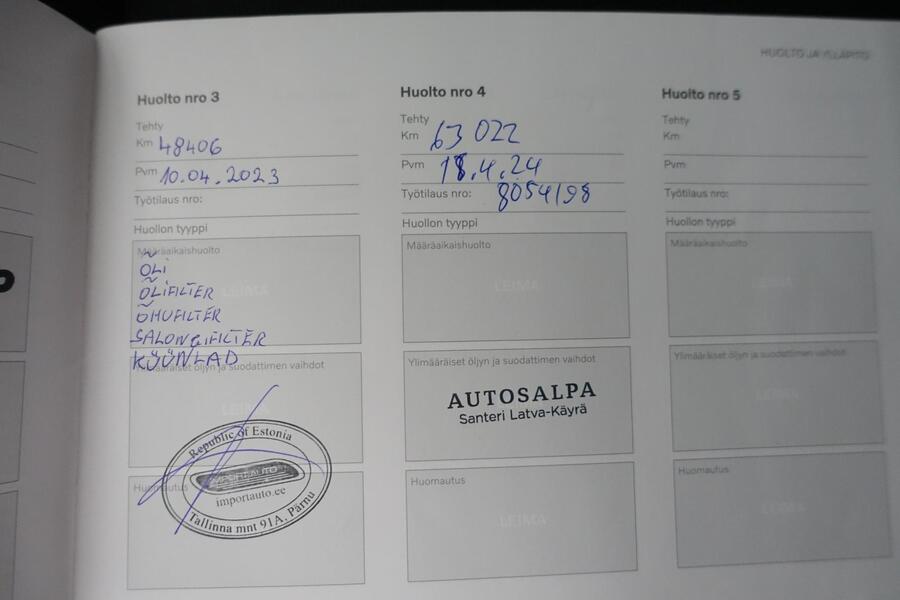 HUOLTO JA YLLÄPITO
Huolto nro 3
Tehty
Km 48406
Pvm 10.04.2023
Työtilaus nro:
Huollon tyyppi
Määräaikaishuolto
ÕLI
ÕLIFILTER
ÕHUFILTER
SALONGIFILTER
KÜÜNLAD
Ylimääräiset öljyn ja suodattimen vaihdot
LEIMA
Huomautus
Republic of Estonia
IMPORTAUTO
importauto.ee
Tallinna mnt 91A, Pärnu
Huolto nro 4
Tehty
Km 63 022
Pvm 18.4.24
Työtilaus nro: 8054198
Huollon tyyppi
Määräaikaishuolto
LEIMA
Ylimääräiset öljyn ja suodattimen vaihdot
AUTOSALPA
Santeri Latva-Käyrä
Huomautus
LEIMA
Huolto nro 5
Tehty
Km
Pvm
Työtilaus nro:
Huollon tyyppi
Määräaikaishuolto
LEIMA
Ylimääräiset öljyn ja suodattimen vaihdot
LEIMA
Huomautus
LEIMA